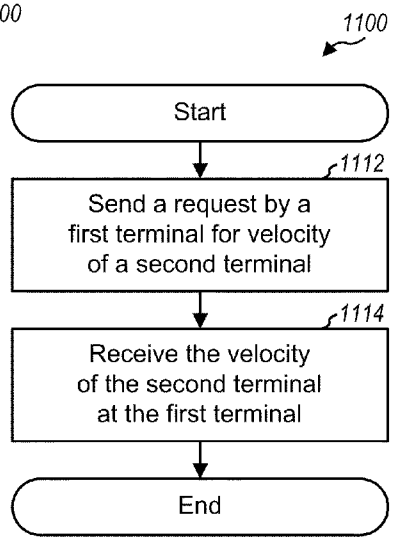 00
1100
Start
1112
Send a request by a
first terminal for velocity
of a second terminal
1114
Receive the velocity
of the second terminal
at the first terminal
End